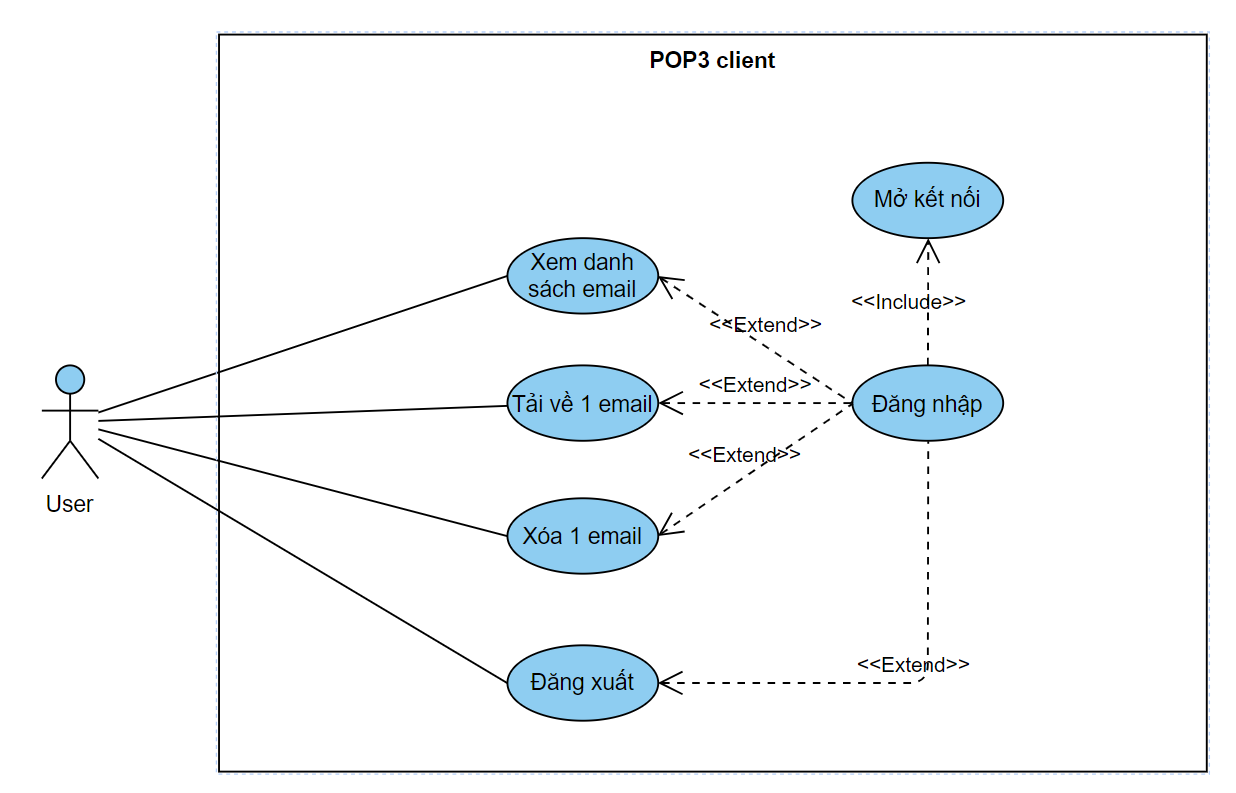 POP3 client
Mở kết nối
Xem danh
sách email
<<Include>>
<<Extend>>
<<Extend>>
Tải về 1 email
Đăng nhập
<<Extend>>
User
Xóa 1 email
<<Extend>>
Đăng xuất